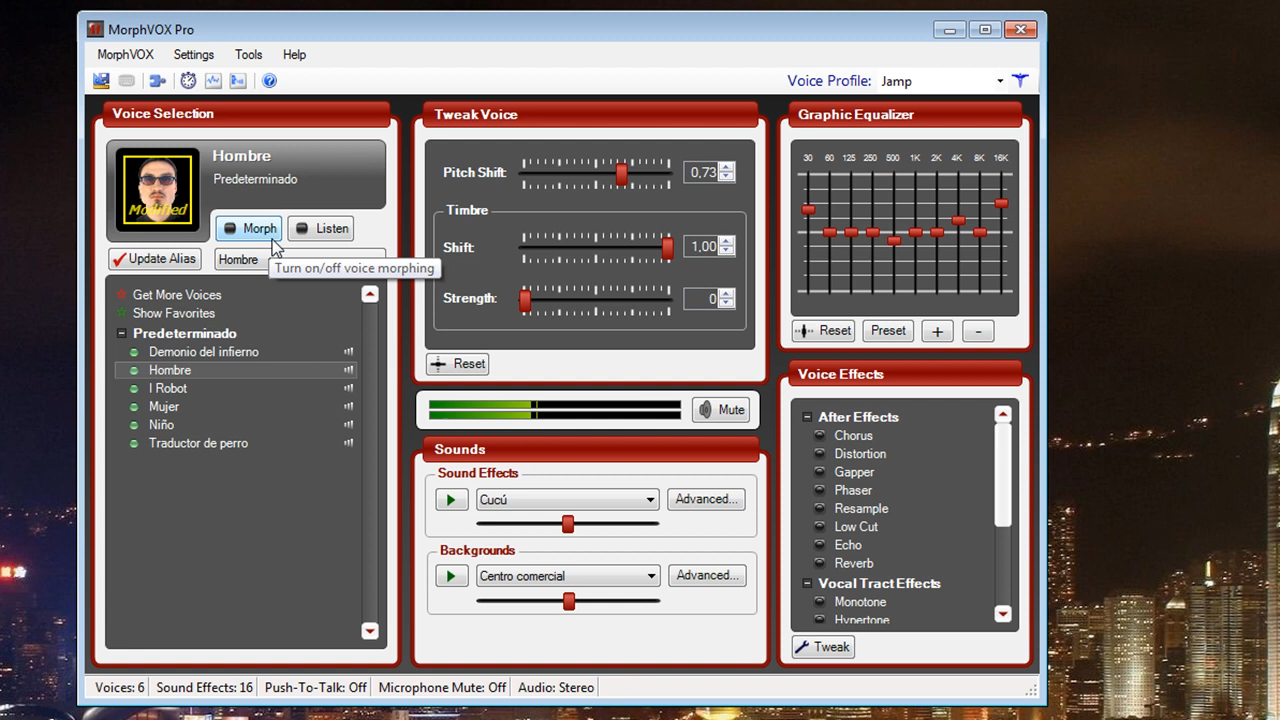 MorphVOX Pro
MorphVOX Settings Tools Help
Voice Profile: Jamp
Voice Selection
Hombre
Predeterminado
Modified
Morph Listen
Update Alias Hombre
Turn on/off voice morphing
Get More Voices
Show Favorites
Predeterminado
Demonio del infierno
Hombre
I Robot
Mujer
Niño
Traductor de perro
Tweak Voice
Pitch Shift: 0,73
Timbre
Shift: 1,00
Strength: 0
Reset
Mute
Sounds
Sound Effects
Cucú Advanced...
Backgrounds
Centro comercial Advanced...
Graphic Equalizer
30 60 125 250 500 1K 2K 4K 8K 16K
Reset Preset + -
Voice Effects
After Effects
Chorus
Distortion
Gapper
Phaser
Resample
Low Cut
Echo
Reverb
Vocal Tract Effects
Monotone
Hypertone
Tweak
Voices: 6 Sound Effects: 16 Push-To-Talk: Off Microphone Mute: Off Audio: Stereo